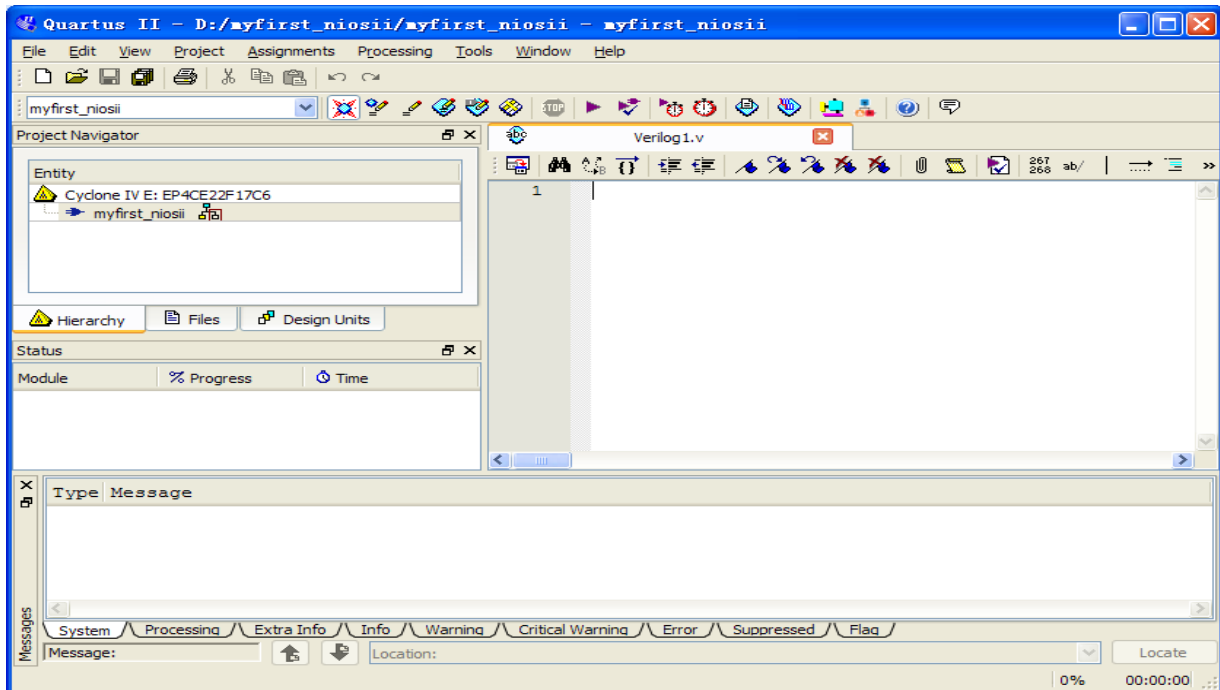 Quartus II - D:/myfirst_niosii/myfirst_niosii - myfirst_niosii
File Edit View Project Assignments Processing Tools Window Help
myfirst_niosii
STOP
Project Navigator
abc Verilog1.v
Entity
267 268 ab/
Cyclone IV E: EP4CE22F17C6
1
myfirst_niosii
Hierarchy Files Design Units
Status
Module % Progress Time
Type Message
Messages
System Processing Extra Info Info Warning Critical Warning Error Suppressed Flag
Message: Location: Locate
0% 00:00:00